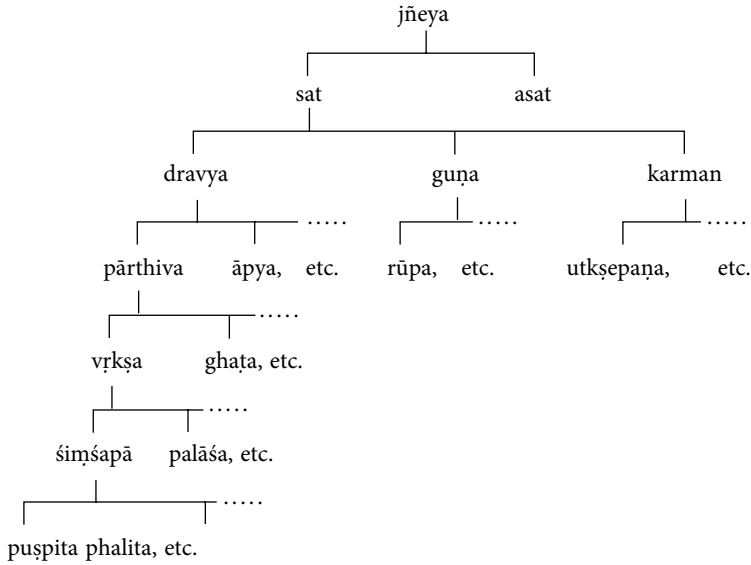 jñeya
sat asat
dravya guṇa karman
.....  .....  .....
pārthiva āpya, etc. rūpa, etc. utkṣepaṇa, etc.
.....
vṛkṣa ghaṭa, etc.
.....
śiṃśapā palāśa, etc.
.....
puṣpita phalita, etc.